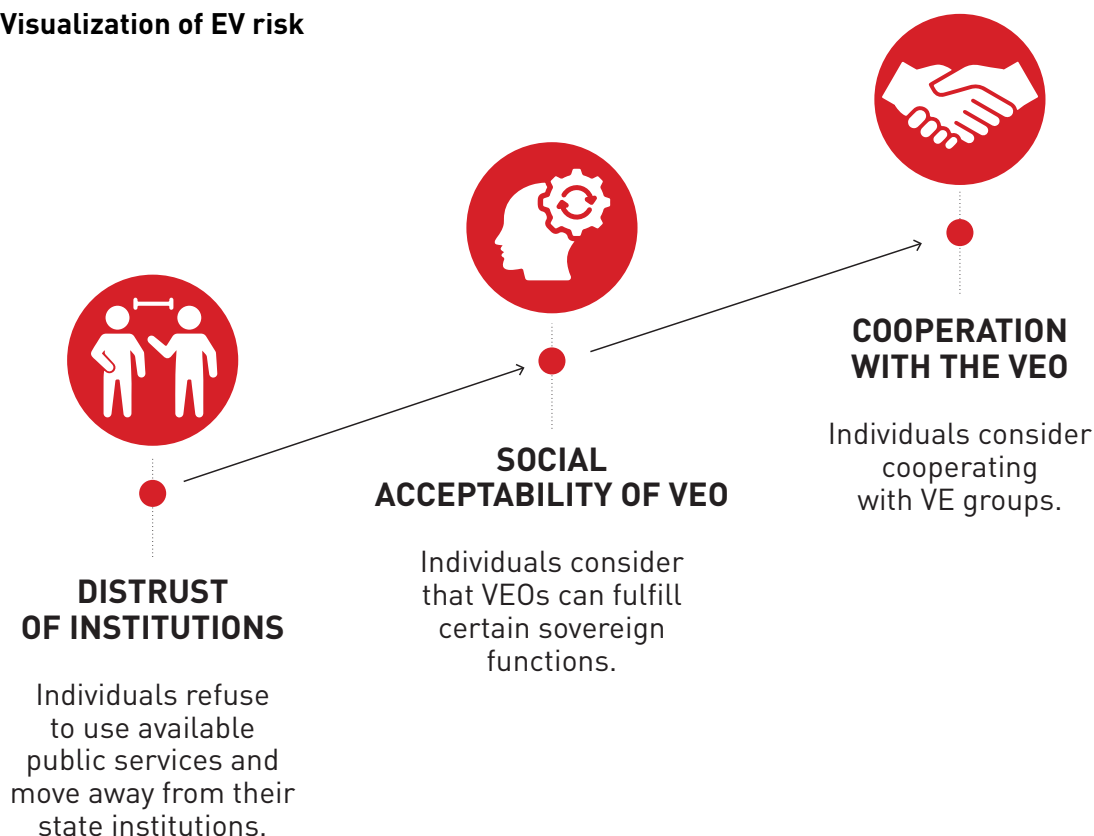 Visualization of EV risk
DISTRUST
OF INSTITUTIONS
Individuals refuse
to use available
public services and
move away from their
state institutions.
SOCIAL
ACCEPTABILITY OF VEO
Individuals consider
that VEOs can fulfill
certain sovereign
functions.
COOPERATION
WITH THE VEO
Individuals consider
cooperating
with VE groups.